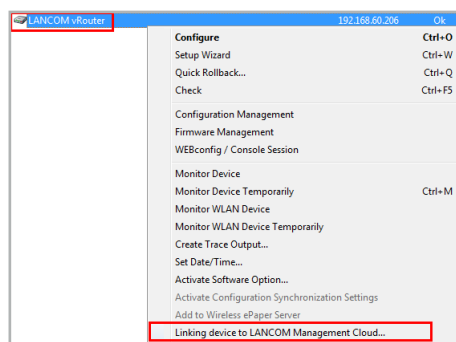 LANCOM vRouter 192.168.60.206 Ok
Configure Ctrl+O
Setup Wizard Ctrl+W
Quick Rollback... Ctrl+Q
Check Ctrl+F5
Configuration Management
Firmware Management
WEBconfig / Console Session
Monitor Device
Monitor Device Temporarily Ctrl+M
Monitor WLAN Device
Monitor WLAN Device Temporarily
Create Trace Output...
Set Date/Time...
Activate Software Option...
Activate Configuration Synchronization Settings
Add to Wireless ePaper Server
Linking device to LANCOM Management Cloud...